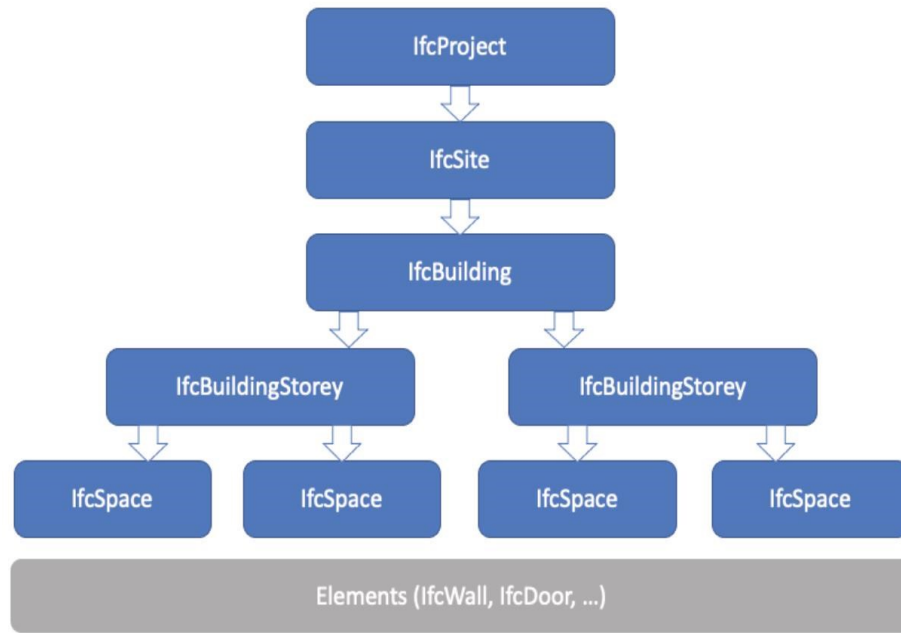 IfcProject
IfcSite
IfcBuilding
IfcBuildingStorey
IfcBuildingStorey
IfcSpace
IfcSpace
IfcSpace
IfcSpace
Elements (IfcWall, IfcDoor, ...)